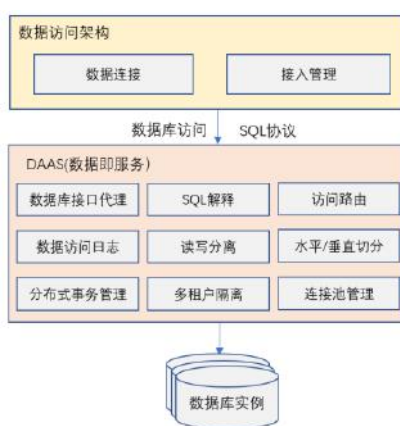 数据访问架构
数据连接 接入管理
数据库访问 SQL协议
DAAS(数据即服务)
数据库接口代理 SQL解释 访问路由
数据访问日志 读写分离 水平/垂直切分
分布式事务管理 多租户隔离 连接池管理
数据库实例